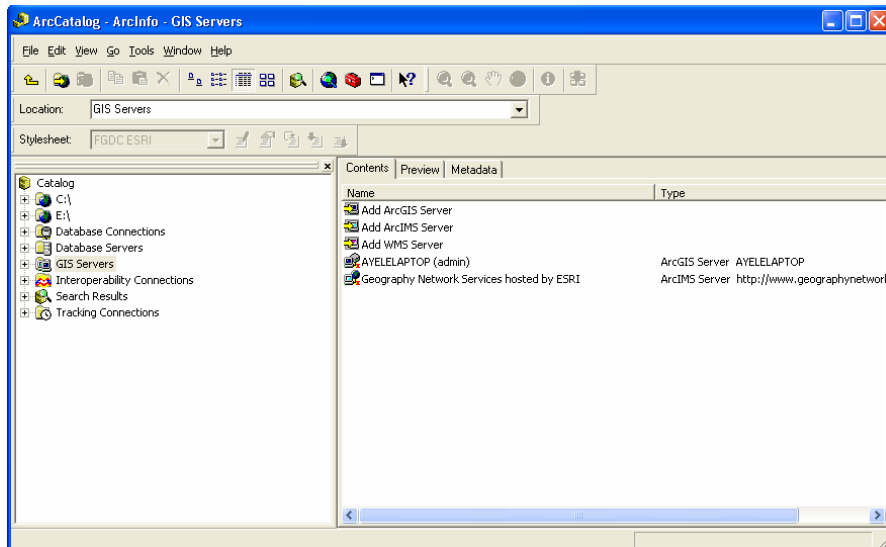 ArcCatalog - ArcInfo - GIS Servers
File Edit View Go Tools Window Help
Location: GIS Servers
Stylesheet: FGDC ESRI
Catalog
C:\
E:\
Database Connections
Database Servers
GIS Servers
Interoperability Connections
Search Results
Tracking Connections
Contents Preview Metadata
Name Type
Add ArcGIS Server
Add ArcIMS Server
Add WMS Server
AYELELAPTOP (admin) ArcGIS Server AYELELAPTOP
Geography Network Services hosted by ESRI ArcIMS Server http://www.geographynetwork